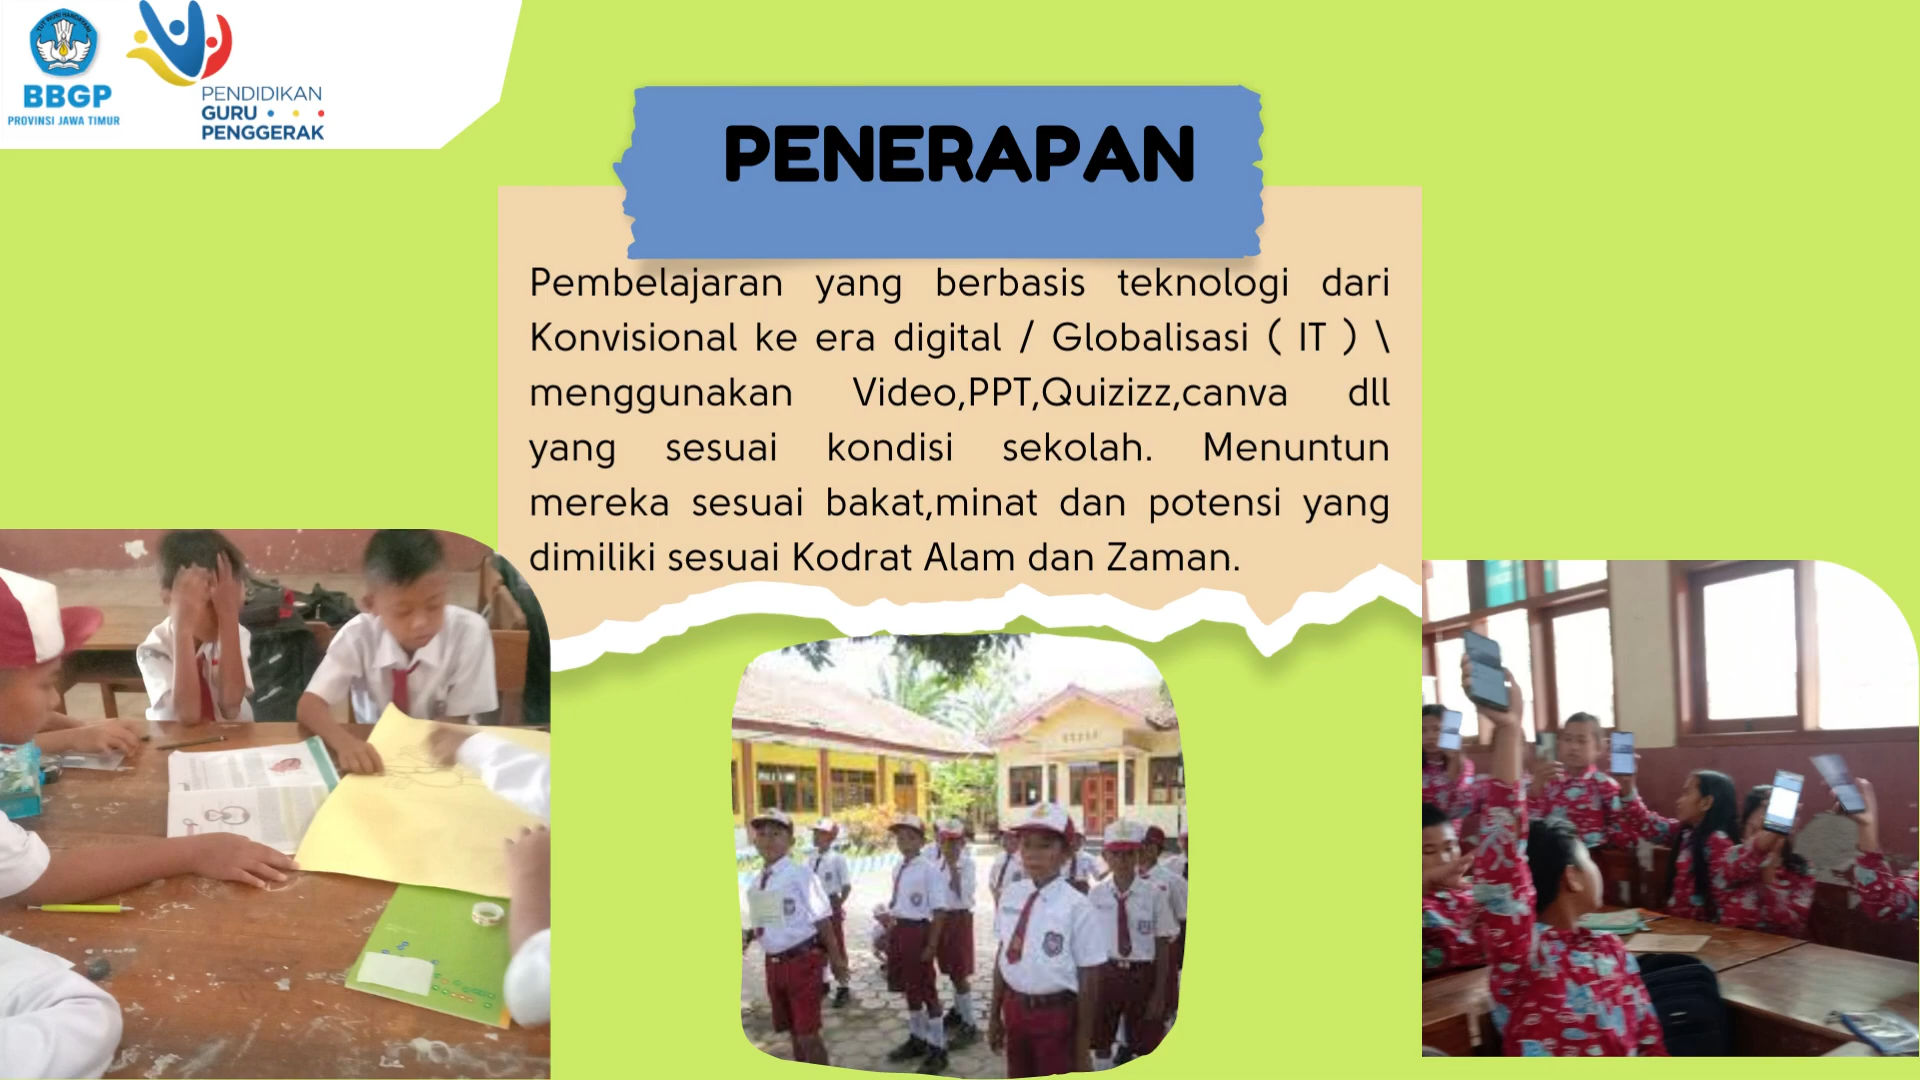 BBGP
PROVINSI JAWA TIMUR
PENDIDIKAN
GURU
PENGGERAK
PENERAPAN
Pembelajaran yang berbasis teknologi dari
Konvisional ke era digital / Globalisasi ( IT ) \
menggunakan Video,PPT,Quizizz,canva dll
yang sesuai kondisi sekolah. Menuntun
mereka sesuai bakat,minat dan potensi yang
dimiliki sesuai Kodrat Alam dan Zaman.